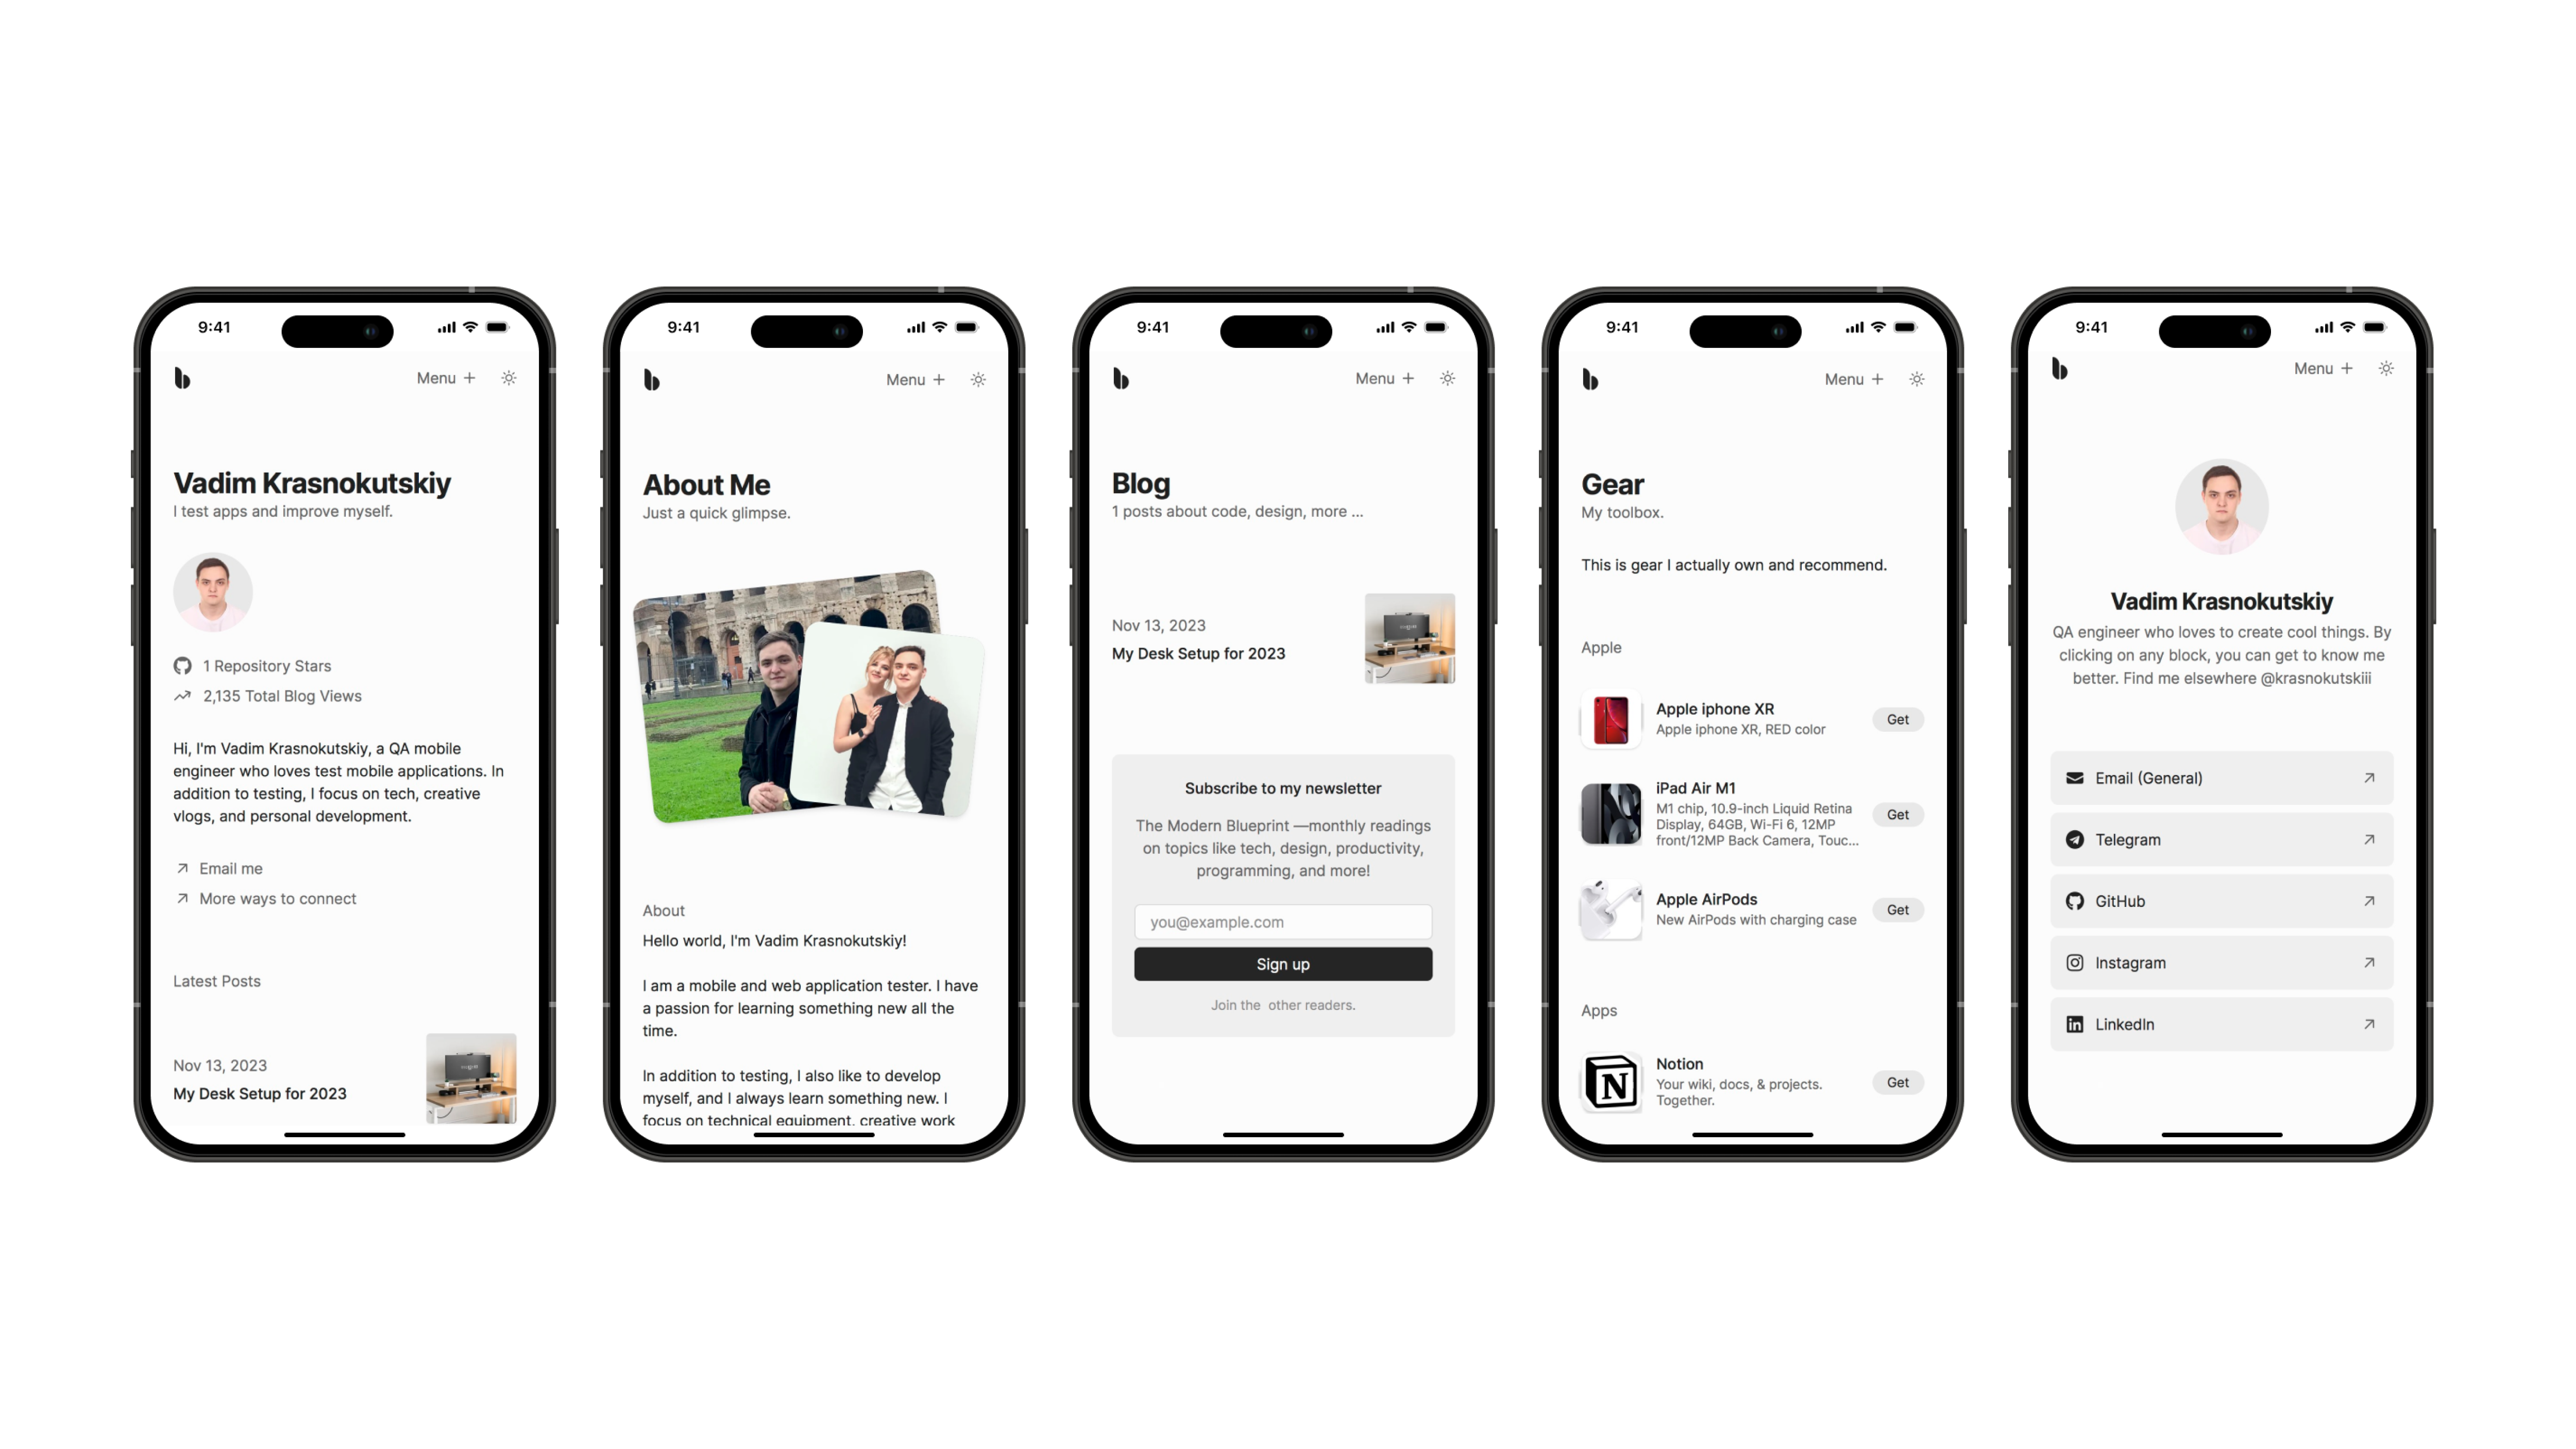 9:41
Menu +
Vadim Krasnokutskiy
I test apps and improve myself.
1 Repository Stars
2,135 Total Blog Views
Hi, I'm Vadim Krasnokutskiy, a QA mobile
engineer who loves test mobile applications. In
addition to testing, I focus on tech, creative
vlogs, and personal development.
Email me
More ways to connect
Latest Posts
Nov 13, 2023
My Desk Setup for 2023
9:41
Menu +
About Me
Just a quick glimpse.
About
Hello world, I'm Vadim Krasnokutskiy!
I am a mobile and web application tester. I have
a passion for learning something new all the
time.
In addition to testing, I also like to develop
myself, and I always learn something new. I
focus on technical equipment, creative work
9:41
Menu +
Blog
1 posts about code, design, more ...
Nov 13, 2023
My Desk Setup for 2023
Subscribe to my newsletter
The Modern Blueprint —monthly readings
on topics like tech, design, productivity,
programming, and more!
you@example.com
Sign up
Join the  other readers.
9:41
Menu +
Gear
My toolbox.
This is gear I actually own and recommend.
Apple
Apple iphone XR
Apple iphone XR, RED color
Get
iPad Air M1
M1 chip, 10.9-inch Liquid Retina
Display, 64GB, Wi-Fi 6, 12MP
front/12MP Back Camera, Touc...
Get
Apple AirPods
New AirPods with charging case
Get
Apps
N
Notion
Your wiki, docs, & projects.
Together.
Get
9:41
Menu +
Vadim Krasnokutskiy
QA engineer who loves to create cool things. By
clicking on any block, you can get to know me
better. Find me elsewhere @krasnokutskiii
Email (General)
Telegram
GitHub
Instagram
in LinkedIn